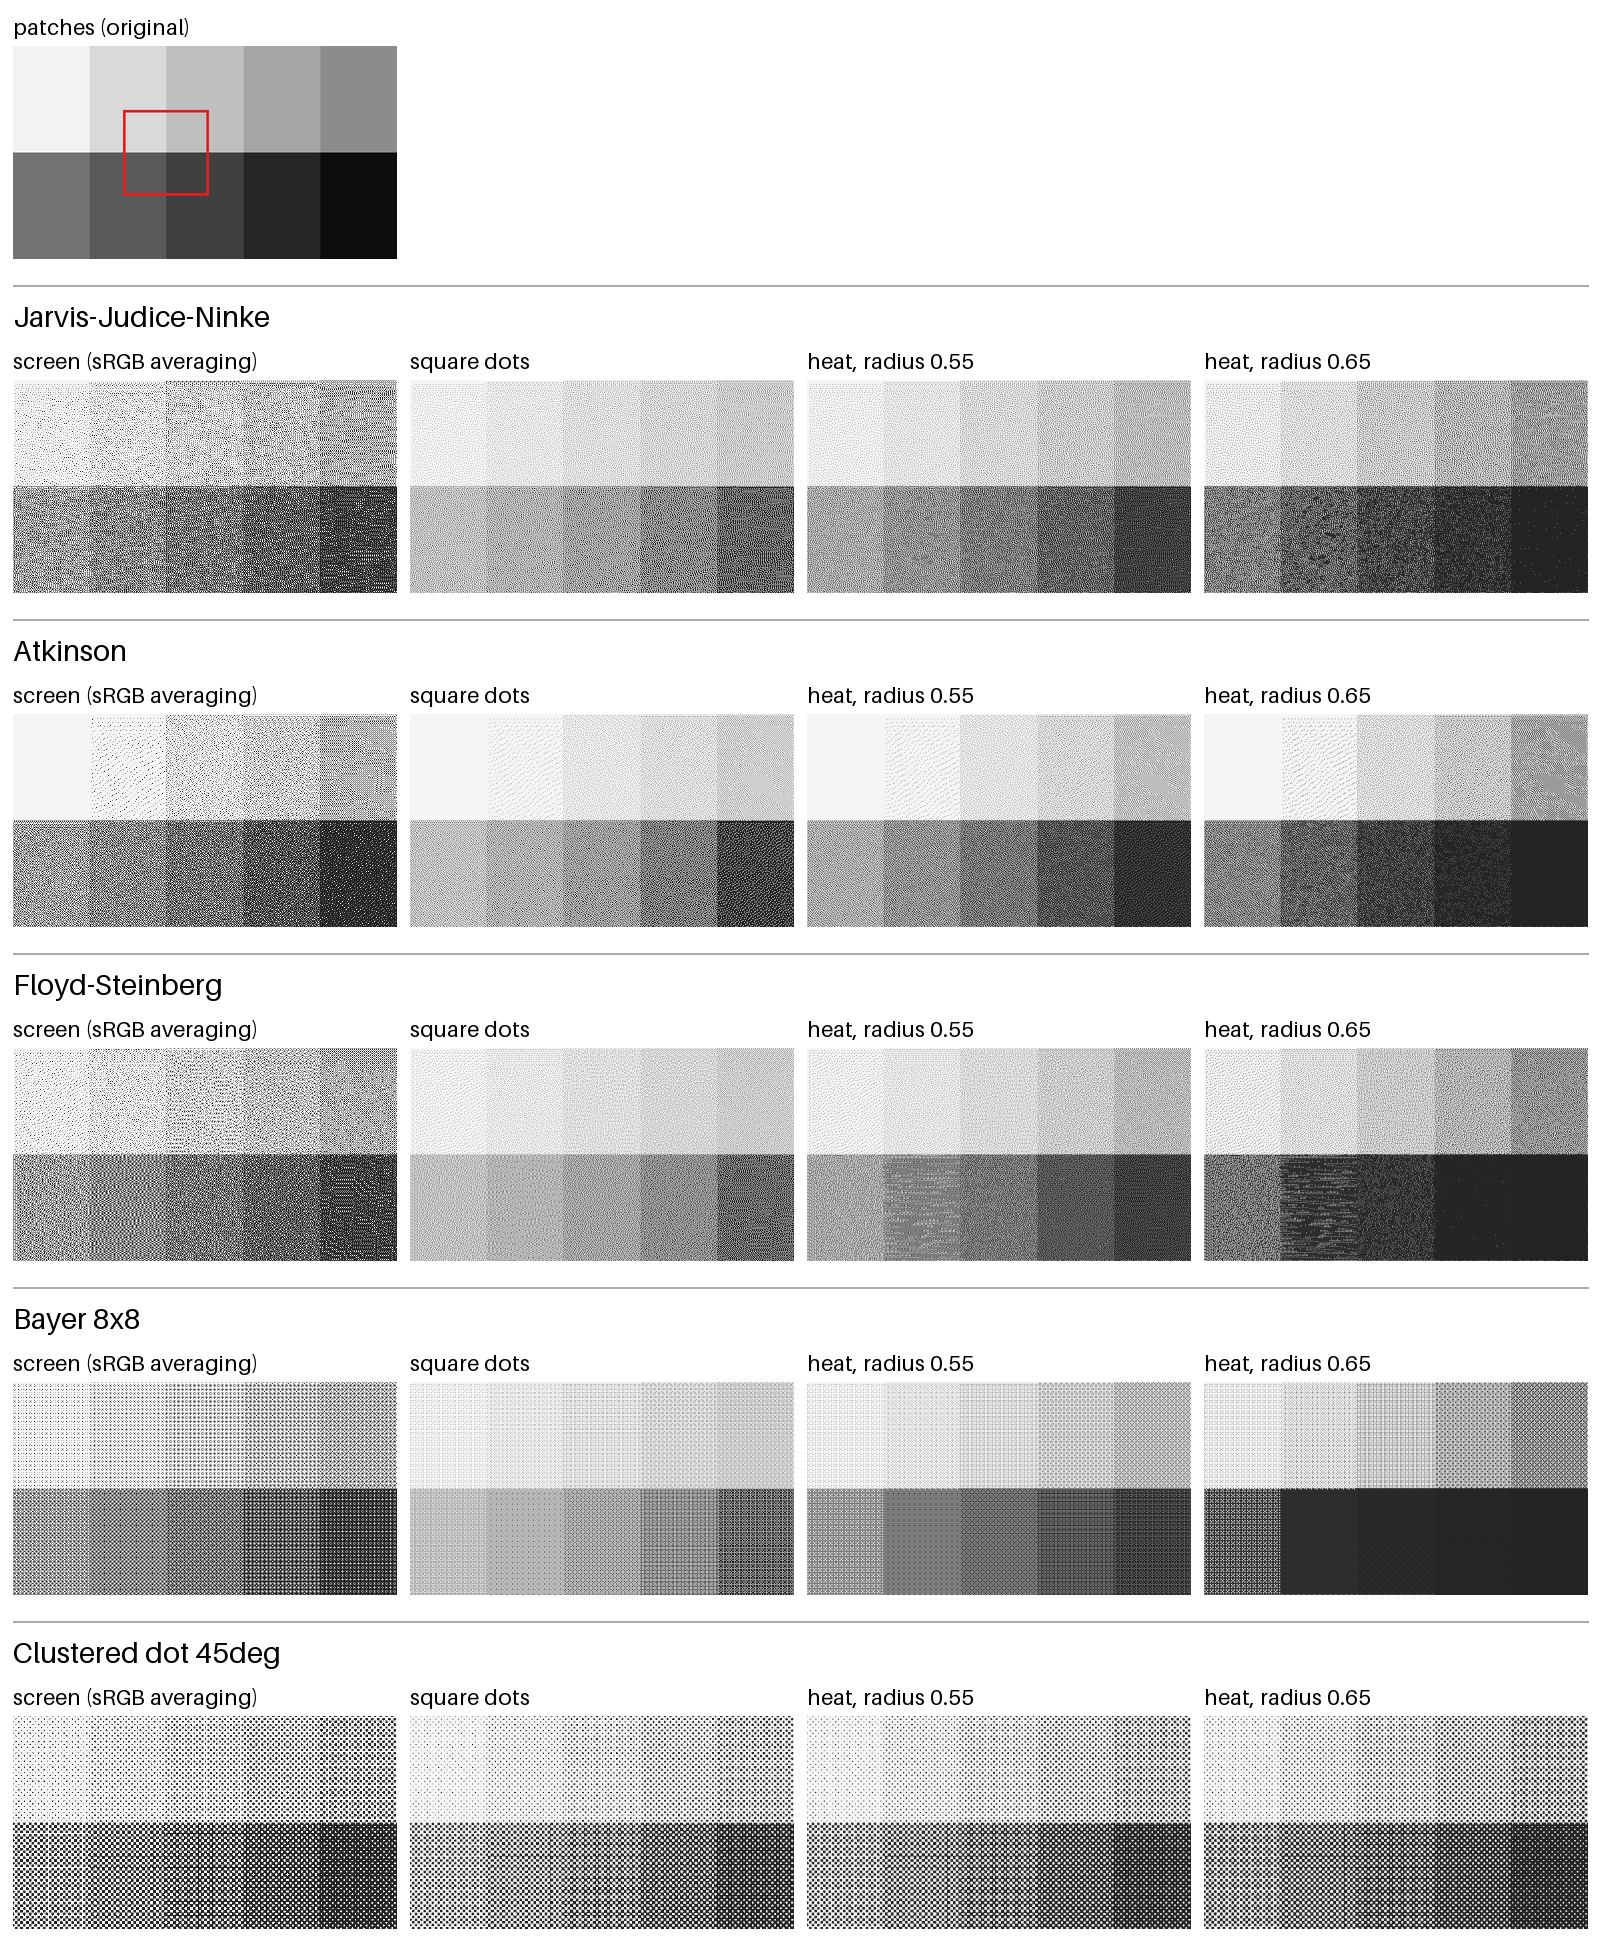 patches (original)
Jarvis-Judice-Ninke
screen (sRGB averaging)
square dots
heat, radius 0.55
heat, radius 0.65
Atkinson
screen (sRGB averaging)
square dots
heat, radius 0.55
heat, radius 0.65
Floyd-Steinberg
screen (sRGB averaging)
square dots
heat, radius 0.55
heat, radius 0.65
Bayer 8x8
screen (sRGB averaging)
square dots
heat, radius 0.55
heat, radius 0.65
Clustered dot 45deg
screen (sRGB averaging)
square dots
heat, radius 0.55
heat, radius 0.65